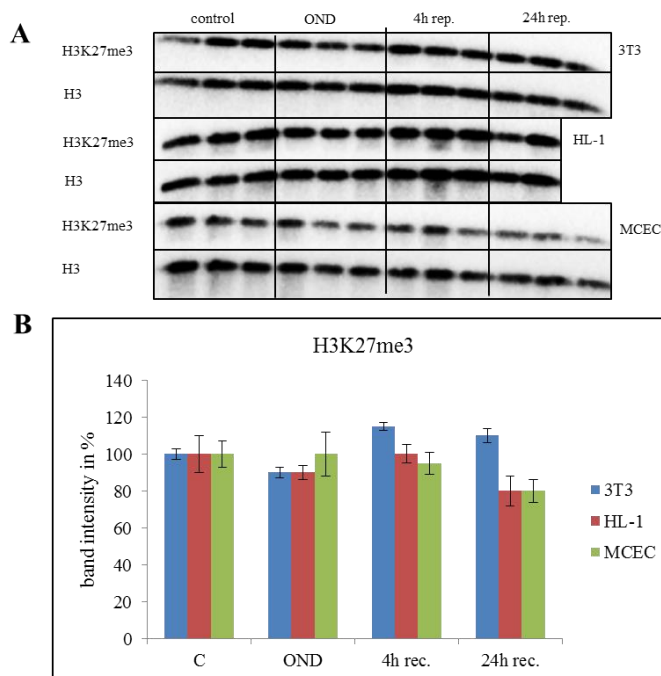 A
control OND 4h rep. 24h rep.
H3K27me3 3T3
H3
H3K27me3 HL-1
H3
H3K27me3 MCEC
H3
B
H3K27me3
band intensity in %
140
120
100
80
60
40
20
0
C OND 4h rec. 24h rec.
3T3
HL-1
MCEC